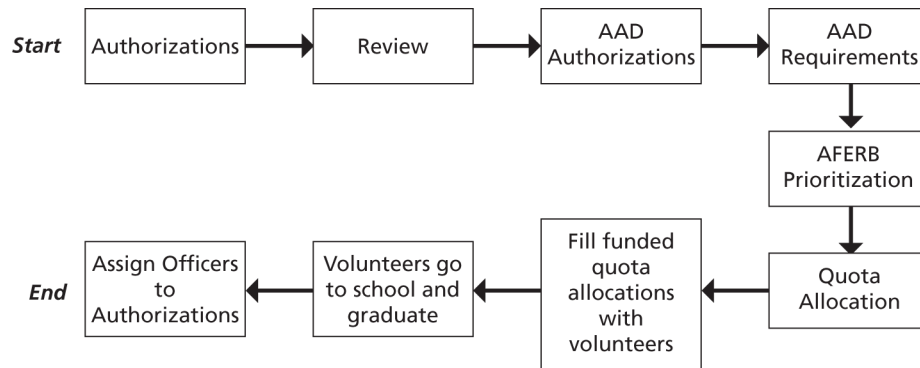 Start
Authorizations
Review
AAD
Authorizations
AAD
Requirements
AFERB
Prioritization
Quota
Allocation
Fill funded
quota
allocations
with
volunteers
Volunteers go
to school and
graduate
Assign Officers
to
Authorizations
End